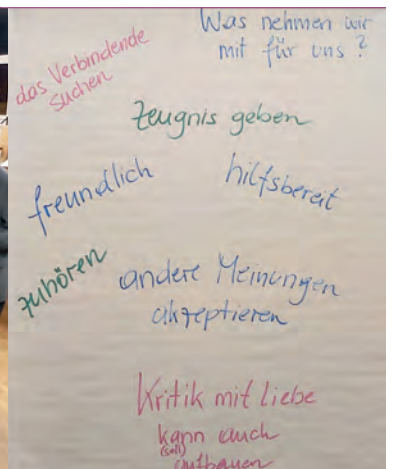 Was nehmen wir
mit für uns?
das Verbindende
suchen
Zeugnis geben
freundlich
hilfsbereit
zuhören
andere Meinungen
akzeptieren
Kritik mit Liebe
kann auch
(soll)
aufbauen